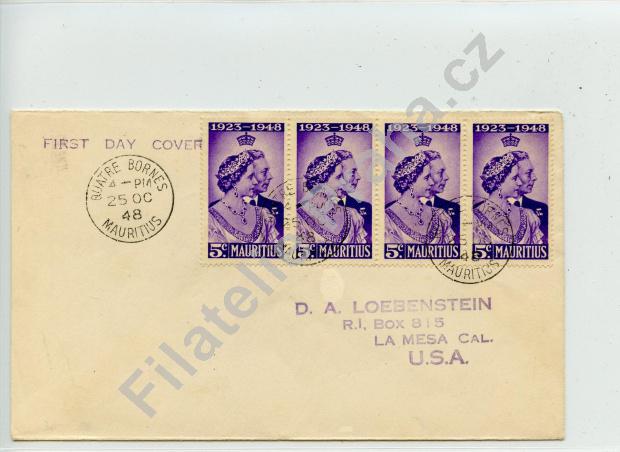 FIRST DAY COVER
QUATRE BORNES
4-PM
25 OC
48
MAURITIUS
1923-1948 1923-1948 1923-1948 1923-1948
5c MAURITIUS 5c MAURITIUS 5c MAURITIUS 5c MAURITIUS
MAURITIUS
D. A. LOEBENSTEIN
R.I, BOX 815
LA MESA CAL.
U.S.A.